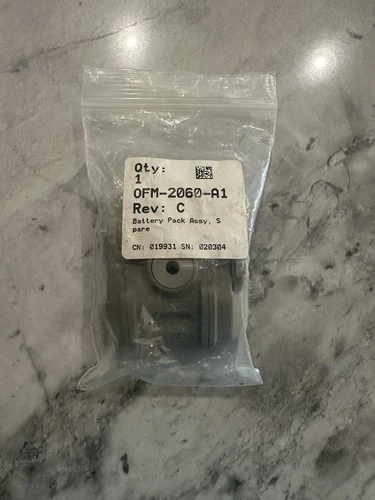 Qty:
1
OFM-2060-A1
Rev: C
Battery Pack Assy, S
pare
CN: 019931 SN: 020304